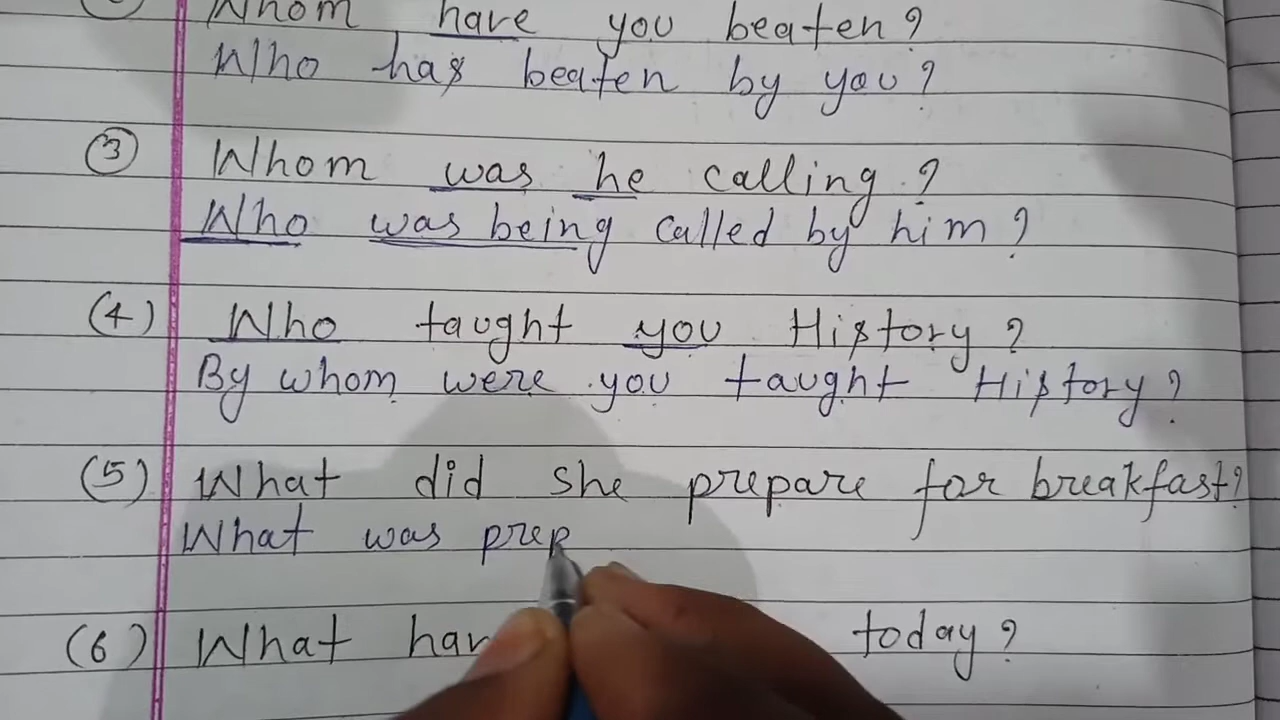 Whom have you beaten?
Who has beaten by you?
③ Whom was he calling?
Who was being called by him?
(4) Who taught you History?
By whom were you taught History?
(5) What did she prepare for breakfast?
What was prep
(6) What today?